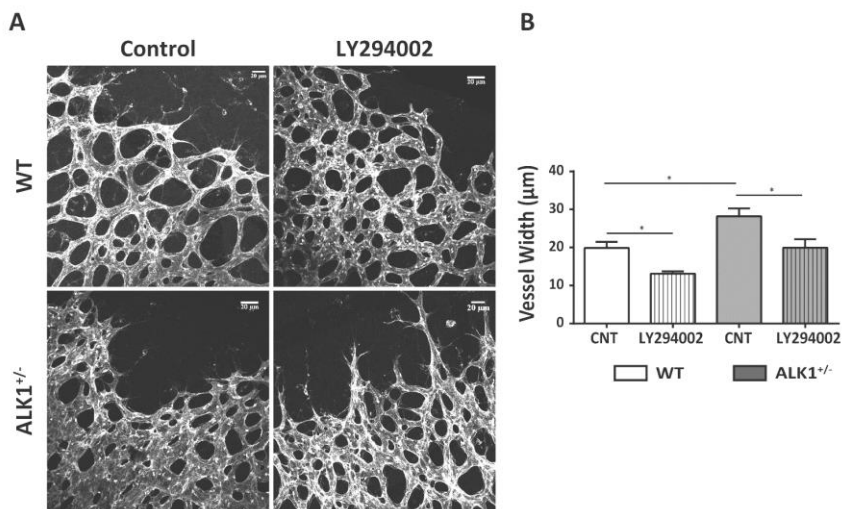 A
B
Control
LY294002
WT
ALK1+/-
20 µm
20 µm
20 µm
20 µm
Vessel Width (µm)
40
30
20
10
0
*
*
*
CNT
LY294002
CNT
LY294002
WT
ALK1+/-